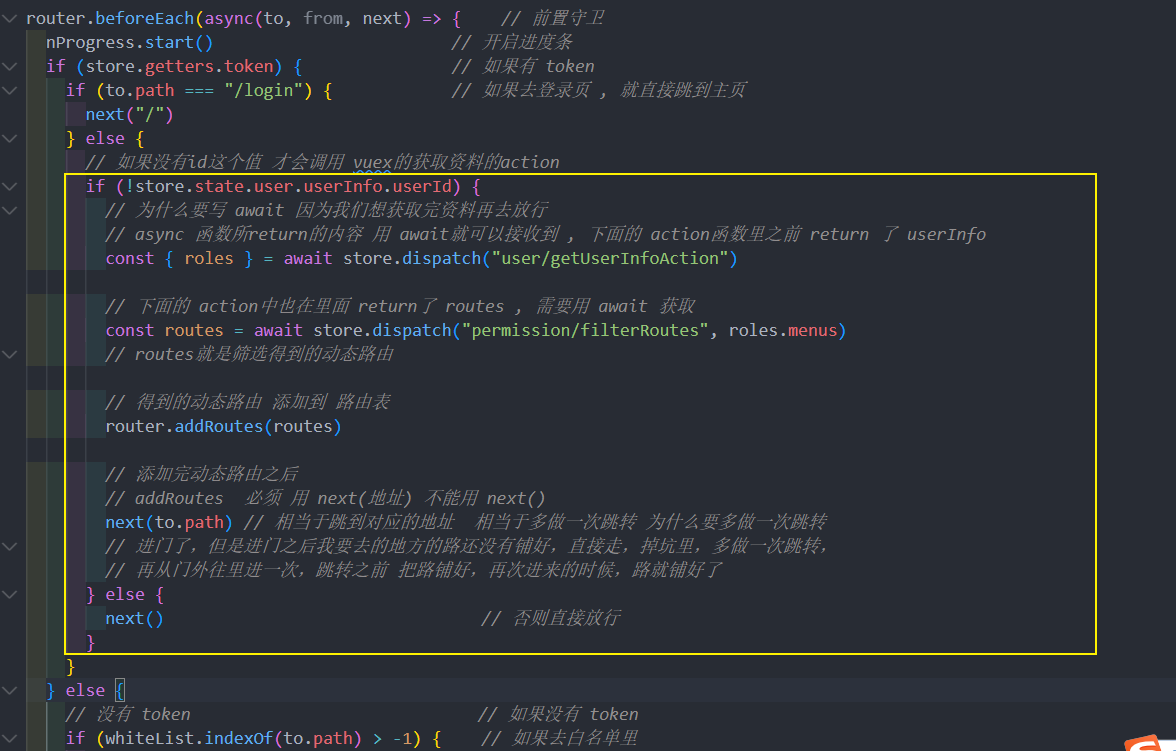 router.beforeEach(async(to, from, next) => {    // 前置守卫
nProgress.start()                        // 开启进度条
if (store.getters.token) {               // 如果有 token
if (to.path === "/login") {            // 如果去登录页 , 就直接跳到主页
next("/")
} else {
// 如果没有id这个值 才会调用 vuex的获取资料的action
if (!store.state.user.userInfo.userId) {
// 为什么要写 await 因为我们想获取完资料再去放行
// async 函数所return的内容 用 await就可以接收到 , 下面的 action函数里之前 return 了 userInfo
const { roles } = await store.dispatch("user/getUserInfoAction")
// 下面的 action中也在里面 return了 routes , 需要用 await 获取
const routes = await store.dispatch("permission/filterRoutes", roles.menus)
// routes就是筛选得到的动态路由
// 得到的动态路由 添加到 路由表
router.addRoutes(routes)
// 添加完动态路由之后
// addRoutes  必须 用 next(地址) 不能用 next()
next(to.path) // 相当于跳到对应的地址  相当于多做一次跳转 为什么要多做一次跳转
// 进门了，但是进门之后我要去的地方的路还没有铺好，直接走，掉坑里，多做一次跳转，
// 再从门外往里进一次，跳转之前 把路铺好，再次进来的时候，路就铺好了
} else {
next()                                // 否则直接放行
}
}
} else {
// 没有 token                             // 如果没有 token
if (whiteList.indexOf(to.path) > -1) {    // 如果去白名单里